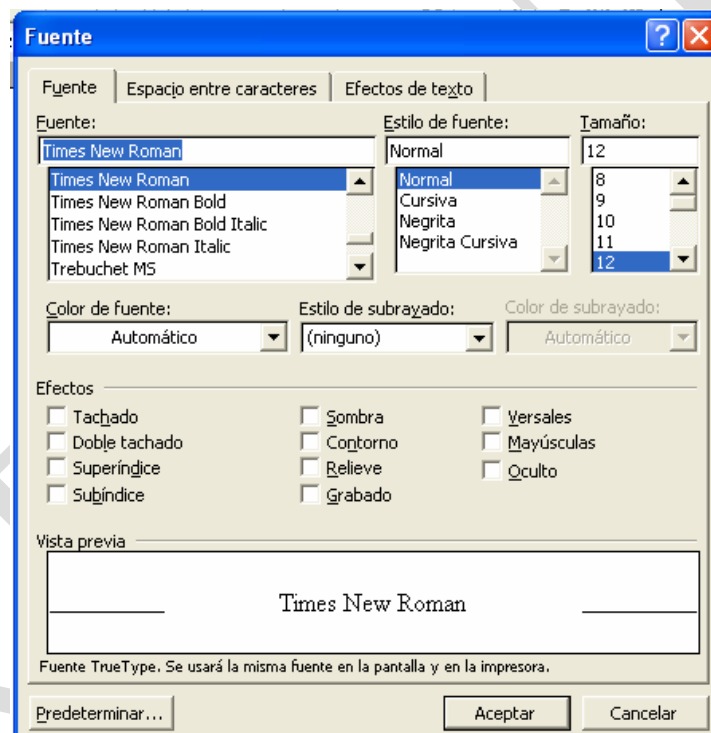 Fuente
Fuente Espacio entre caracteres Efectos de texto
Fuente: Estilo de fuente: Tamaño:
Times New Roman Normal 12
Times New Roman Normal 8
Times New Roman Bold Cursiva 9
Times New Roman Bold Italic Negrita 10
Times New Roman Italic Negrita Cursiva 11
Trebuchet MS 12
Color de fuente: Estilo de subrayado: Color de subrayado:
Automático (ninguno) Automático
Efectos
Tachado Sombra Versales
Doble tachado Contorno Mayúsculas
Superíndice Relieve Oculto
Subíndice Grabado
Vista previa
Times New Roman
Fuente TrueType. Se usará la misma fuente en la pantalla y en la impresora.
Predeterminar... Aceptar Cancelar